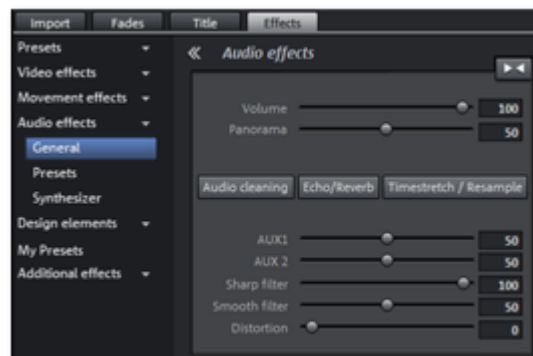 Import Fades Title Effects
Presets
Video effects
Movement effects
Audio effects
General
Presets
Synthesizer
Design elements
My Presets
Additional effects
Audio effects
Volume 100
Panorama 50
Audio cleaning Echo/Reverb Timestretch / Resample
AUX1 50
AUX 2 50
Sharp filter 100
Smooth filter 50
Distortion 0